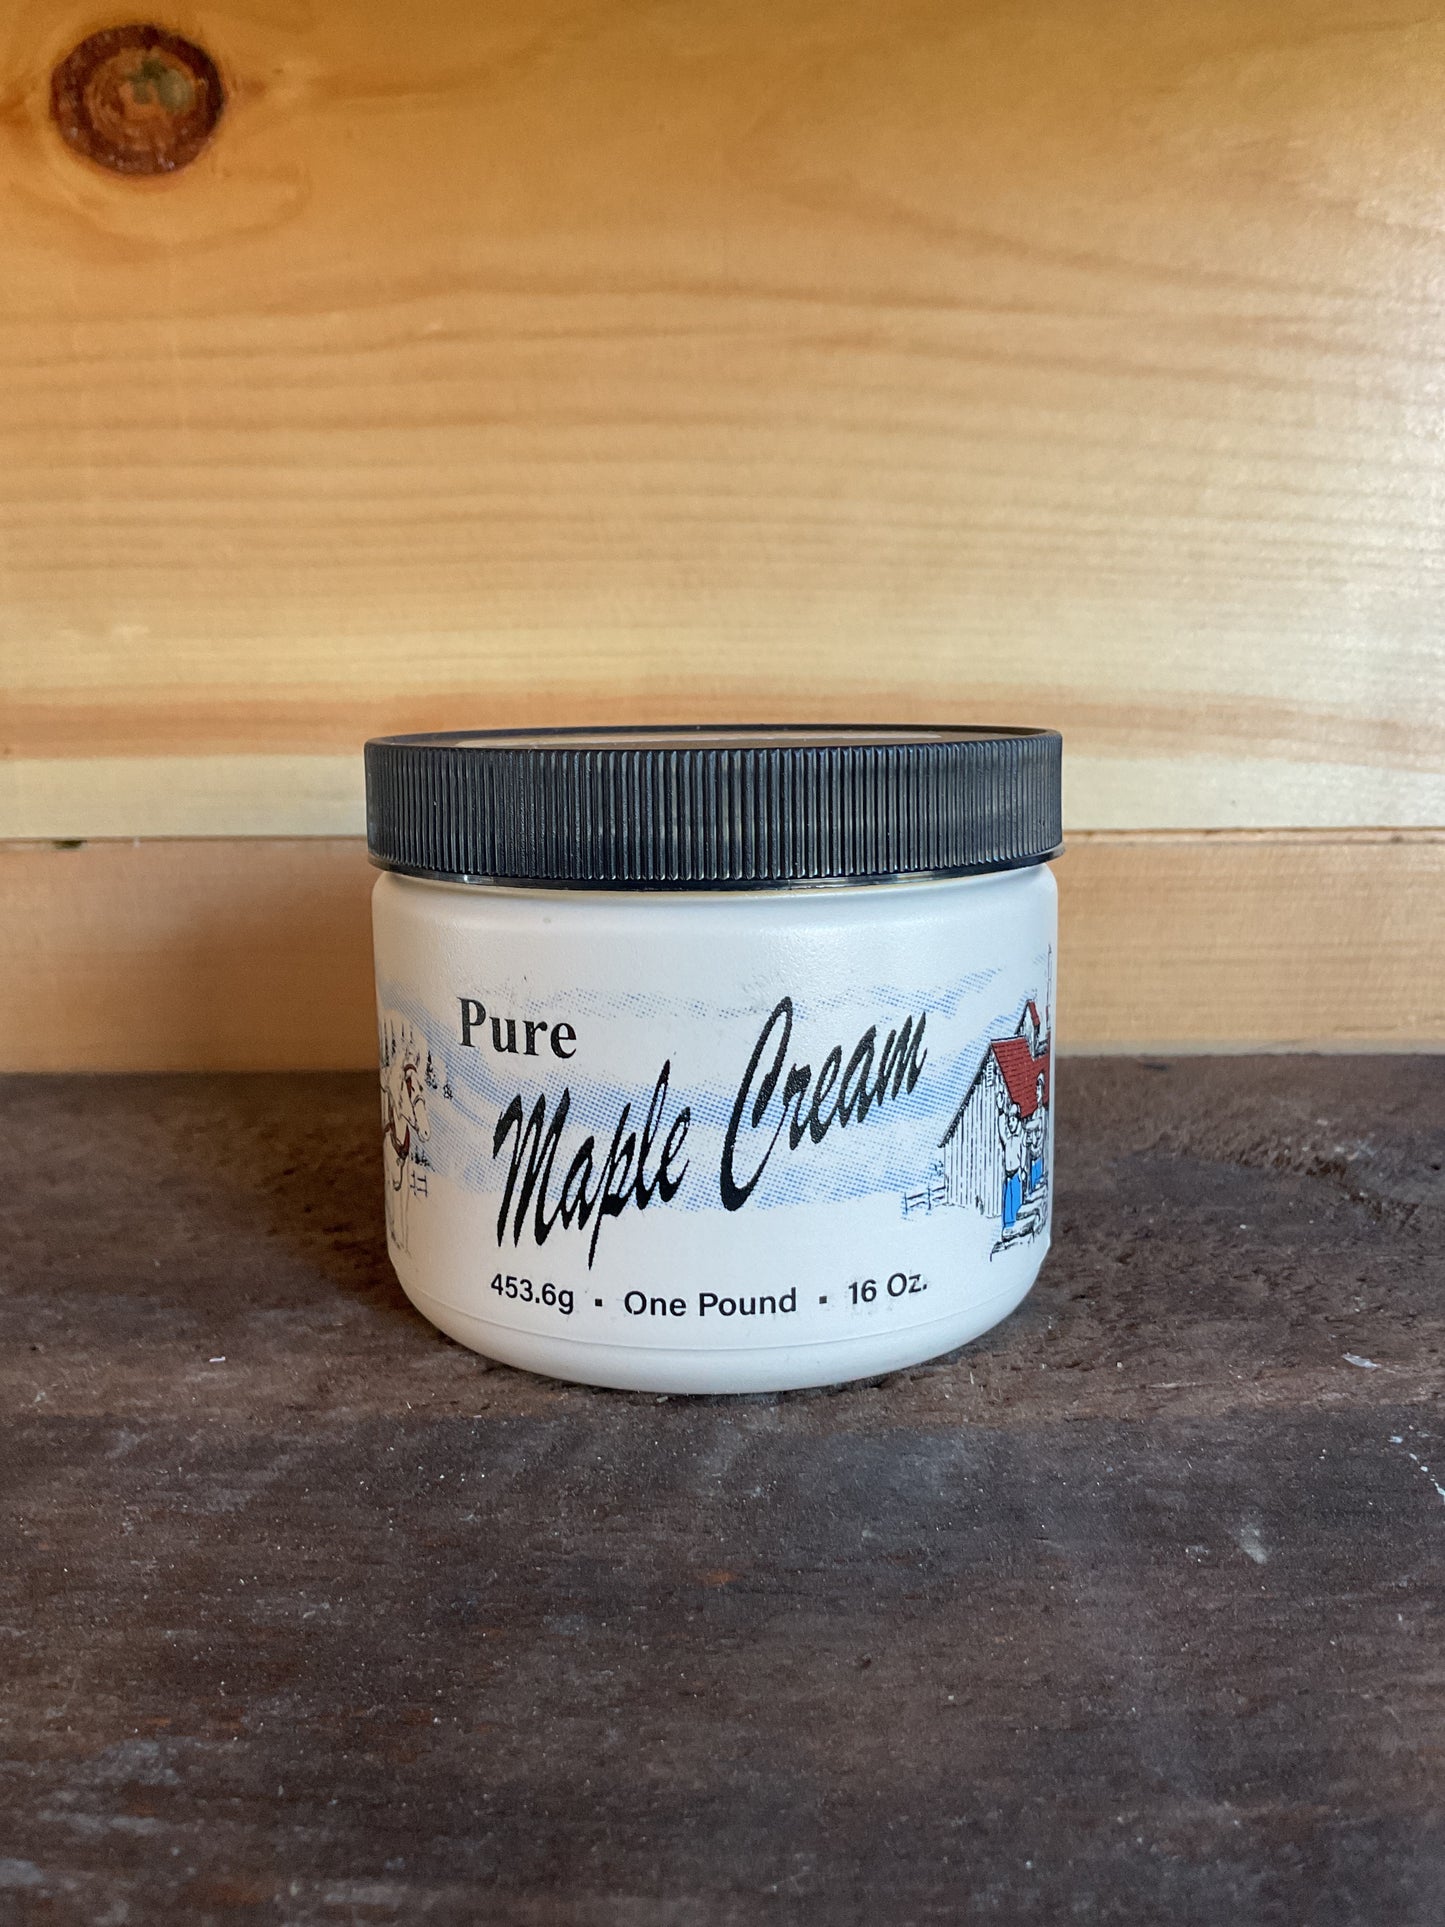 Pure
Maple Cream
453.6g ▪ One Pound ▪ 16 Oz.